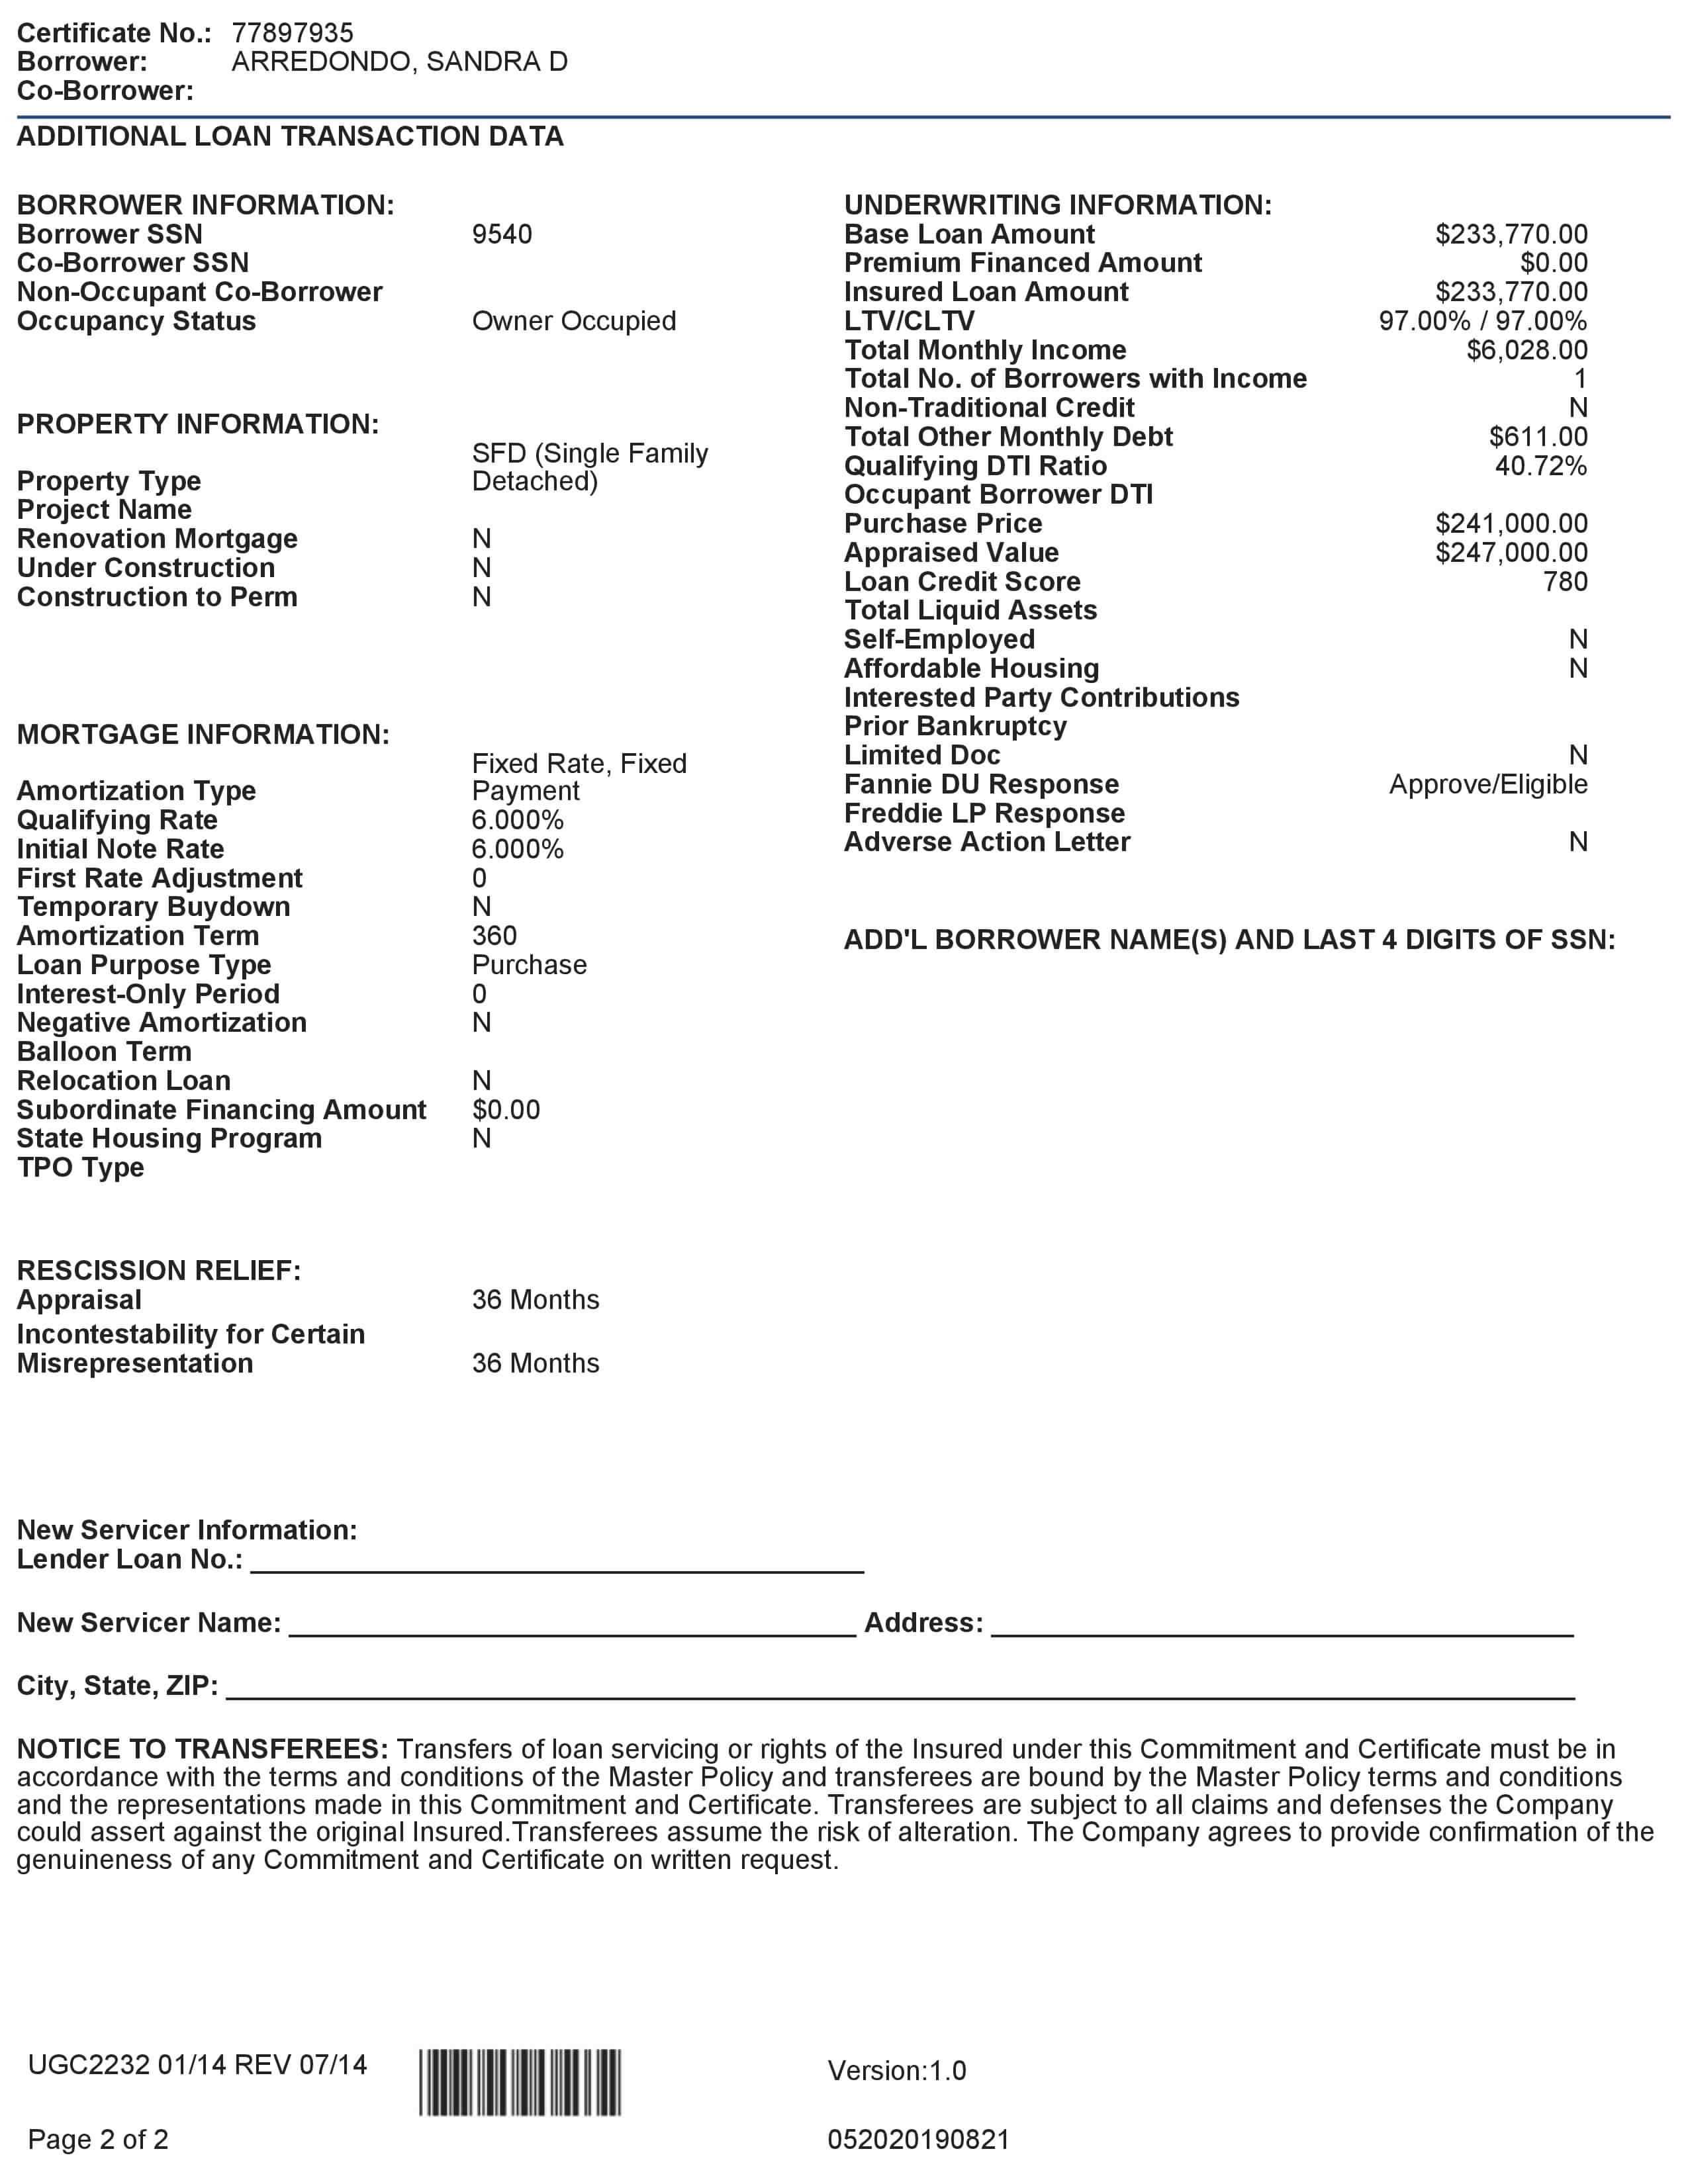 Certificate No.: 77897935
Borrower: ARREDONDO, SANDRA D
Co-Borrower:
ADDITIONAL LOAN TRANSACTION DATA
BORROWER INFORMATION:
Borrower SSN 9540
Co-Borrower SSN
Non-Occupant Co-Borrower
Occupancy Status Owner Occupied
PROPERTY INFORMATION:
SFD (Single Family
Property Type Detached)
Project Name
Renovation Mortgage N
Under Construction N
Construction to Perm N
MORTGAGE INFORMATION:
Fixed Rate, Fixed
Amortization Type Payment
Qualifying Rate 6.000%
Initial Note Rate 6.000%
First Rate Adjustment 0
Temporary Buydown N
Amortization Term 360
Loan Purpose Type Purchase
Interest-Only Period 0
Negative Amortization N
Balloon Term
Relocation Loan N
Subordinate Financing Amount $0.00
State Housing Program N
TPO Type
RESCISSION RELIEF:
Appraisal 36 Months
Incontestability for Certain
Misrepresentation 36 Months
UNDERWRITING INFORMATION:
Base Loan Amount $233,770.00
Premium Financed Amount $0.00
Insured Loan Amount $233,770.00
LTV/CLTV 97.00% / 97.00%
Total Monthly Income $6,028.00
Total No. of Borrowers with Income 1
Non-Traditional Credit N
Total Other Monthly Debt $611.00
Qualifying DTI Ratio 40.72%
Occupant Borrower DTI
Purchase Price $241,000.00
Appraised Value $247,000.00
Loan Credit Score 780
Total Liquid Assets
Self-Employed N
Affordable Housing N
Interested Party Contributions
Prior Bankruptcy
Limited Doc N
Fannie DU Response Approve/Eligible
Freddie LP Response
Adverse Action Letter N
ADD'L BORROWER NAME(S) AND LAST 4 DIGITS OF SSN:
New Servicer Information:
Lender Loan No.:
New Servicer Name: Address:
City, State, ZIP:
NOTICE TO TRANSFEREES: Transfers of loan servicing or rights of the Insured under this Commitment and Certificate must be in
accordance with the terms and conditions of the Master Policy and transferees are bound by the Master Policy terms and conditions
and the representations made in this Commitment and Certificate. Transferees are subject to all claims and defenses the Company
could assert against the original Insured.Transferees assume the risk of alteration. The Company agrees to provide confirmation of the
genuineness of any Commitment and Certificate on written request.
UGC2232 01/14 REV 07/14 Version:1.0
Page 2 of 2 052020190821